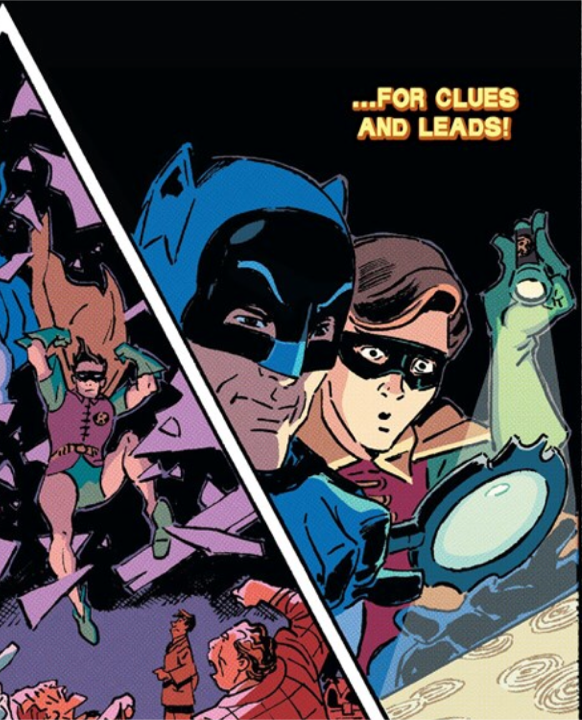 ...FOR CLUES
AND LEADS!
R
R